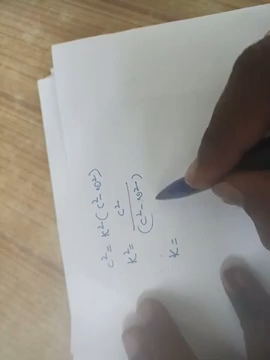 c² = K² (c² - v²)
K² = c² / (c² - v²)
K =